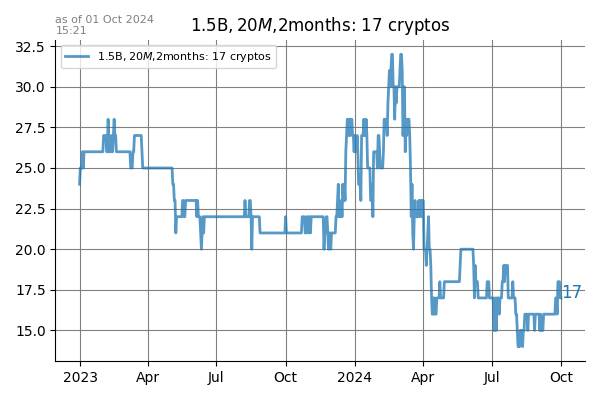 as of 01 Oct 2024
15:21
1.5B, 20M,2months: 17 cryptos
1.5B, 20M,2months: 17 cryptos
32.5
30.0
27.5
25.0
22.5
20.0
17.5
15.0
17
2023 Apr Jul Oct 2024 Apr Jul Oct